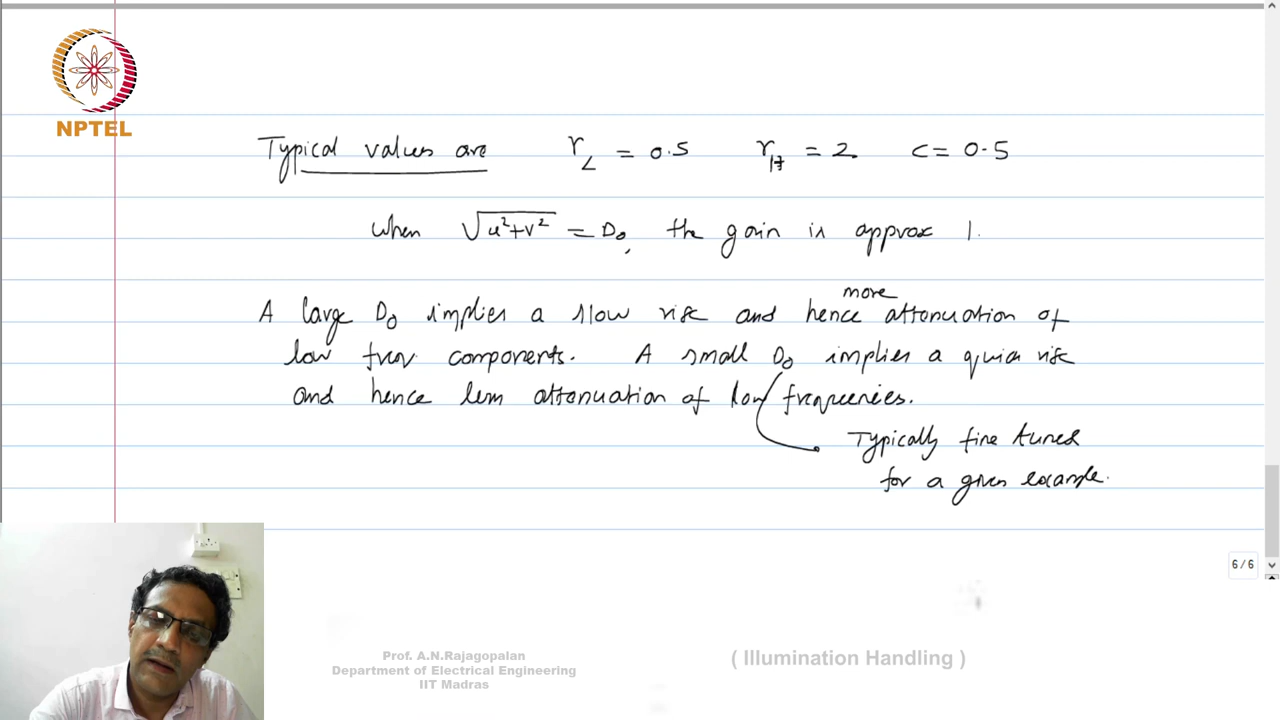 NPTEL
Typical values are r_L = 0.5 r_H = 2. c = 0.5
when √(u²+v²) = D₀, the gain is approx 1.
more
A large D₀ implies a slow rise and hence attenuation of
low freq. components. A small D₀ implies a quick rise
and hence less attenuation of low frequencies.
Typically fine tuned
for a given example.
6/6
Prof. A.N.Rajagopalan
Department of Electrical Engineering
IIT Madras
( Illumination Handling )